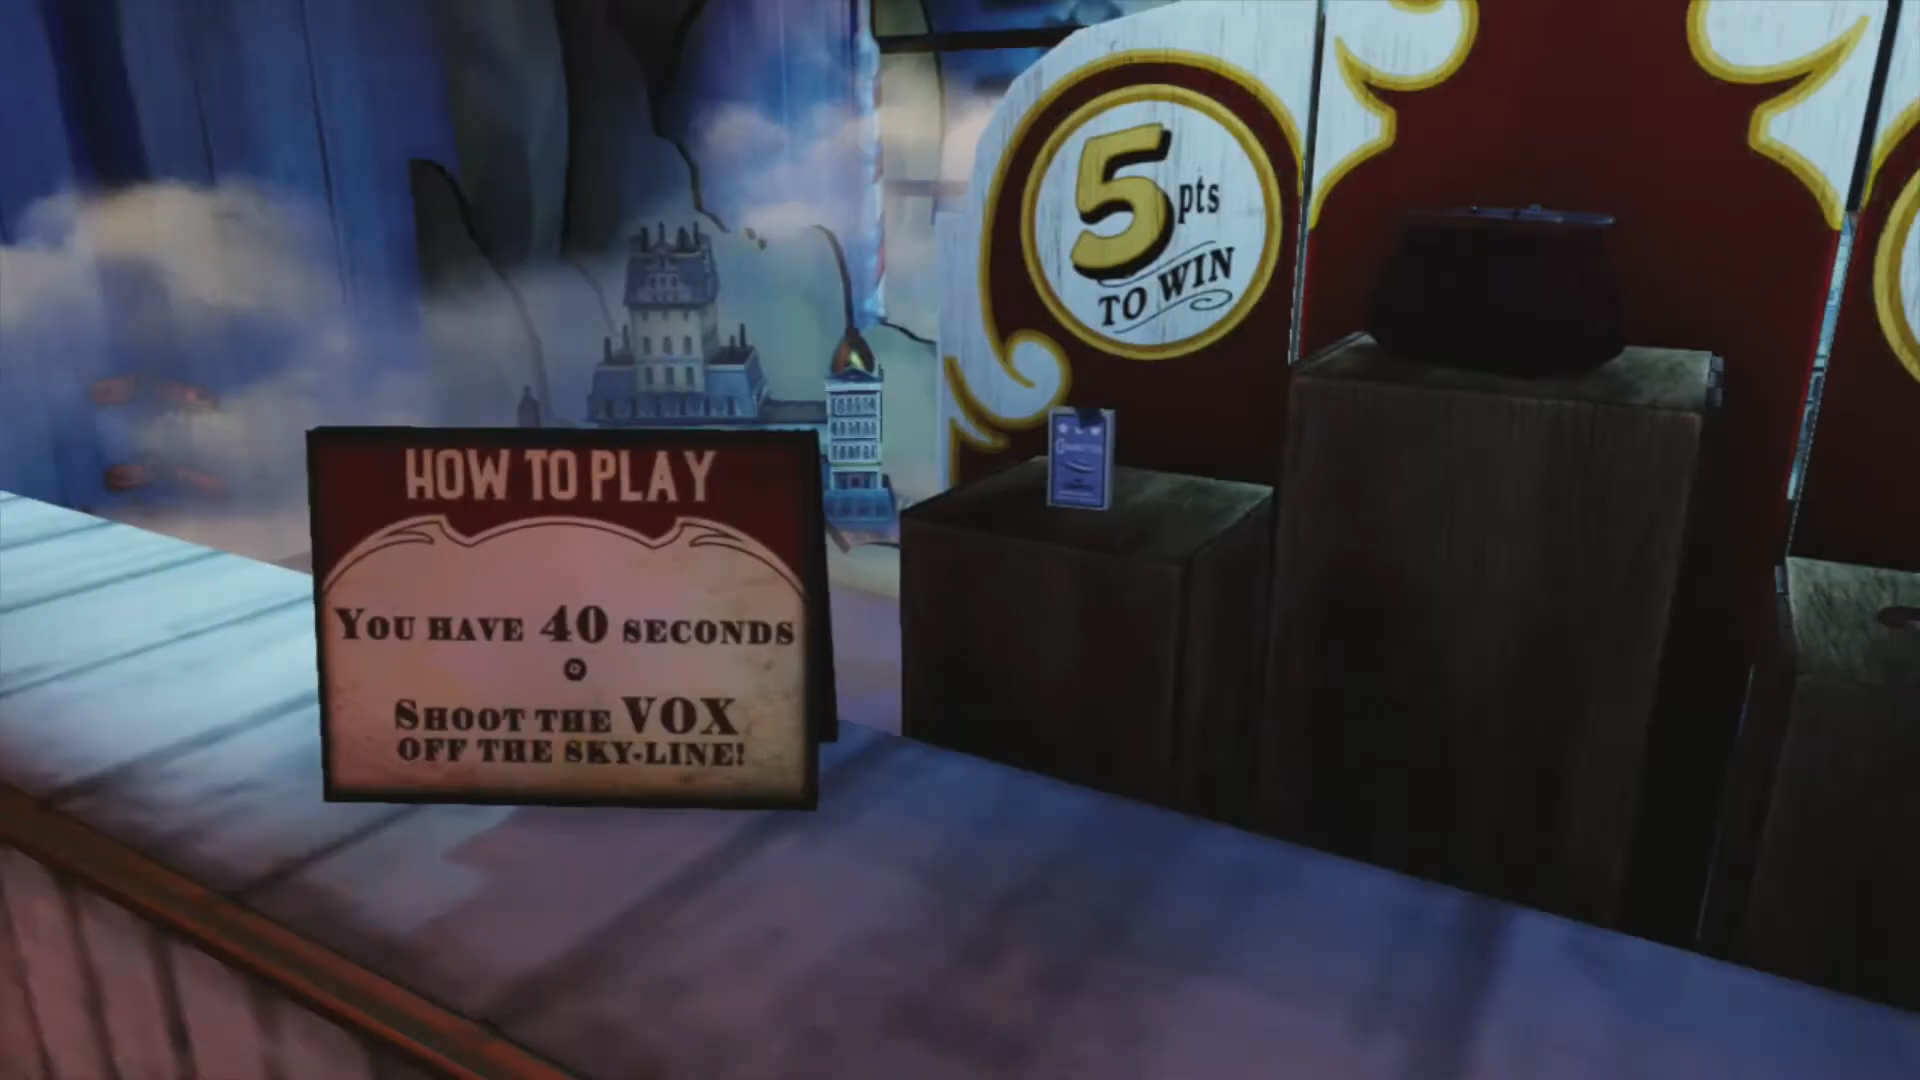 5 pts
TO WIN
HOW TO PLAY
YOU HAVE 40 SECONDS
SHOOT THE VOX
OFF THE SKY-LINE!